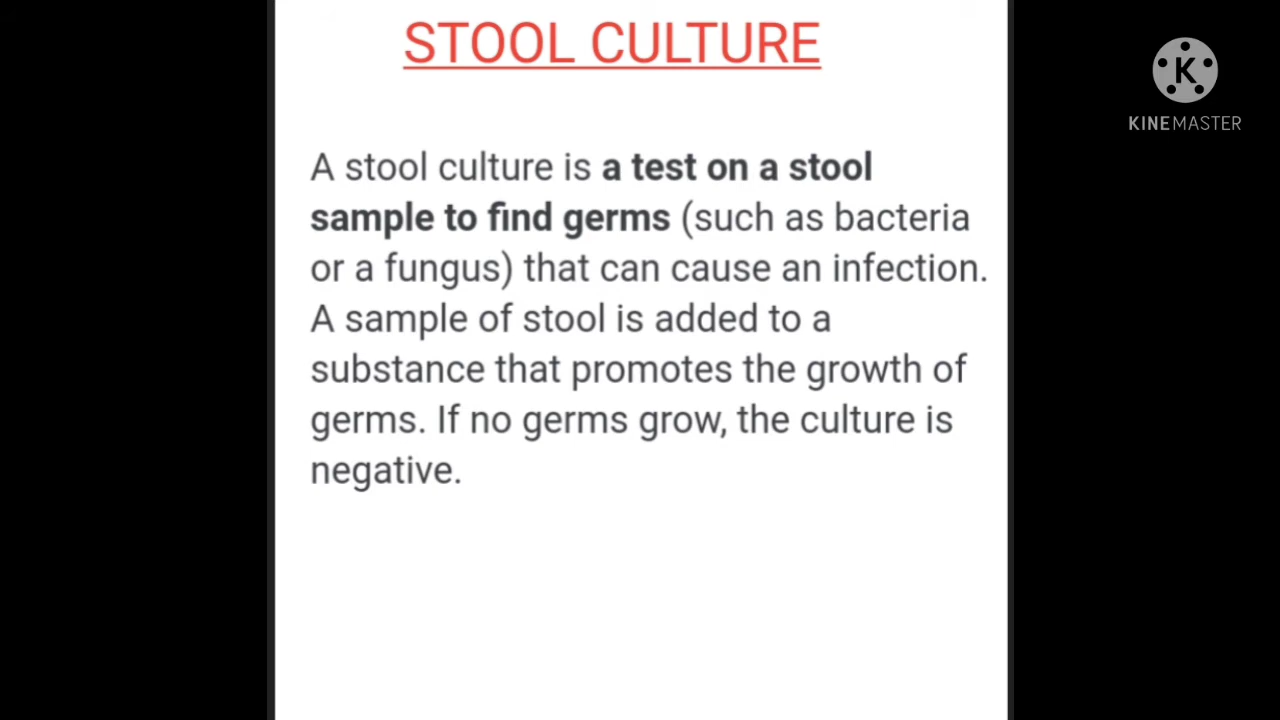 STOOL CULTURE
K
KINEMASTER
A stool culture is a test on a stool
sample to find germs (such as bacteria
or a fungus) that can cause an infection.
A sample of stool is added to a
substance that promotes the growth of
germs. If no germs grow, the culture is
negative.